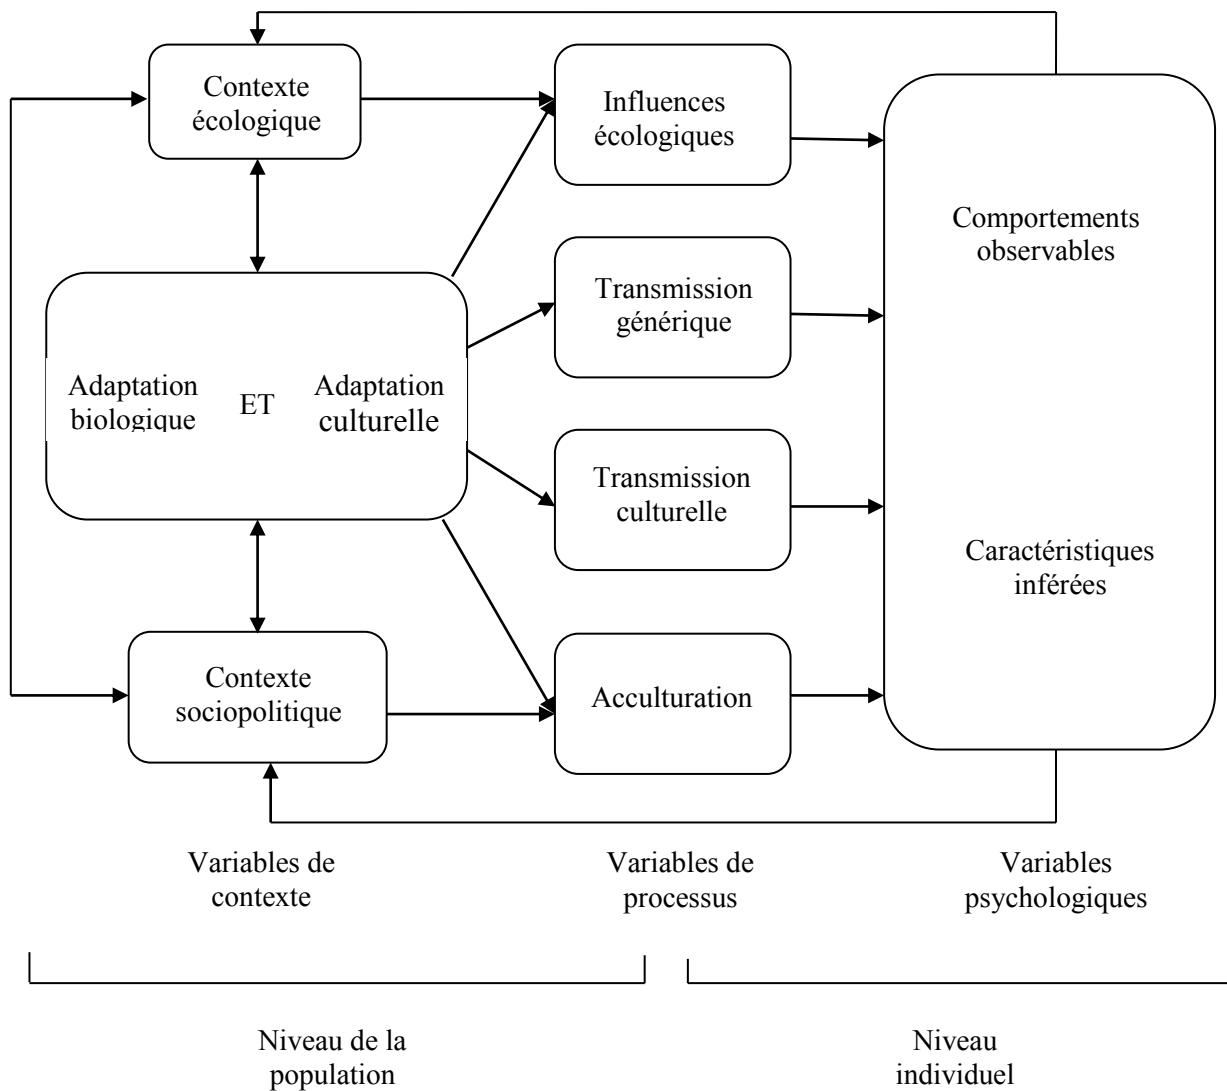 Contexte
écologique
Influences
écologiques
Comportements
observables
Transmission
générique
Adaptation
biologique
ET
Adaptation
culturelle
Transmission
culturelle
Caractéristiques
inférées
Contexte
sociopolitique
Acculturation
Variables de
contexte
Variables de
processus
Variables
psychologiques
Niveau de la
population
Niveau
individuel